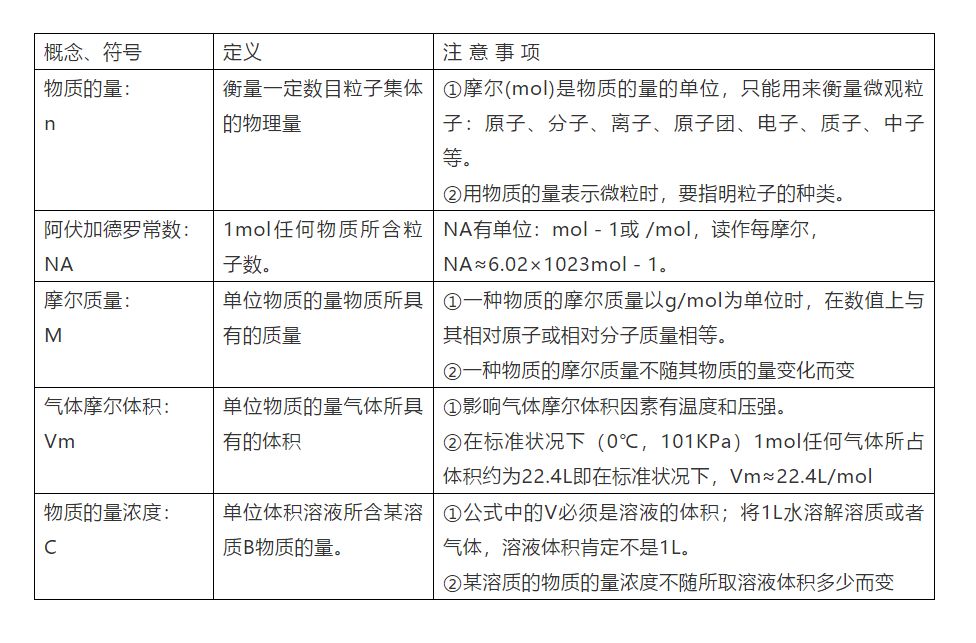 概念、符号
定义
注 意 事 项
物质的量：
n
衡量一定数目粒子集体
的物理量
①摩尔(mol)是物质的量的单位，只能用来衡量微观粒
子：原子、分子、离子、原子团、电子、质子、中子
等。
②用物质的量表示微粒时，要指明粒子的种类。
阿伏加德罗常数：
NA
1mol任何物质所含粒
子数。
NA有单位：mol－1或 /mol，读作每摩尔，
NA≈6.02×1023mol－1。
摩尔质量：
M
单位物质的量物质所具
有的质量
①一种物质的摩尔质量以g/mol为单位时，在数值上与
其相对原子或相对分子质量相等。
②一种物质的摩尔质量不随其物质的量变化而变
气体摩尔体积：
Vm
单位物质的量气体所具
有的体积
①影响气体摩尔体积因素有温度和压强。
②在标准状况下（0℃，101KPa）1mol任何气体所占
体积约为22.4L即在标准状况下，Vm≈22.4L/mol
物质的量浓度：
C
单位体积溶液所含某溶
质B物质的量。
①公式中的V必须是溶液的体积；将1L水溶解溶质或者
气体，溶液体积肯定不是1L。
②某溶质的物质的量浓度不随所取溶液体积多少而变